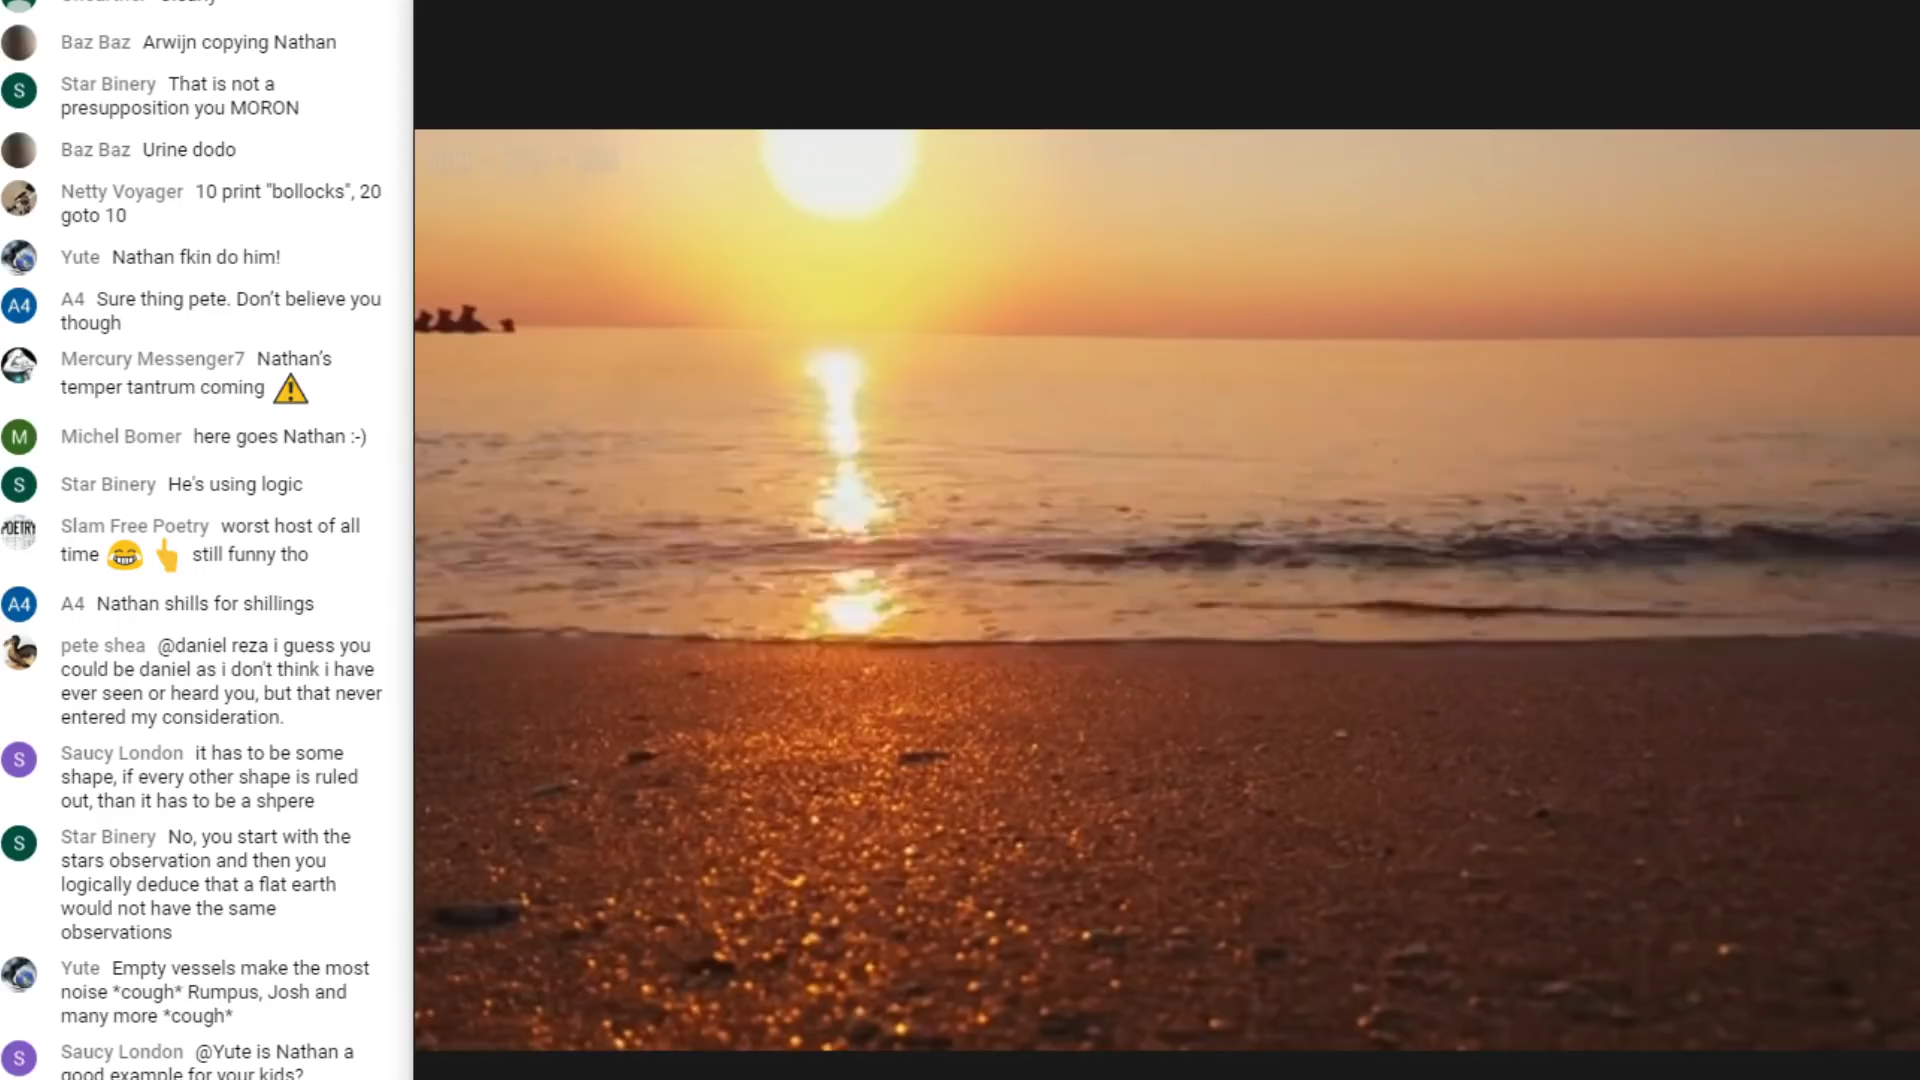 Baz Baz Arwijn copying Nathan
S Star Binery That is not a
presupposition you MORON
Baz Baz Urine dodo
Netty Voyager 10 print "bollocks", 20
goto 10
Yute Nathan fkin do him!
A4 A4 Sure thing pete. Don’t believe you
though
Mercury Messenger7 Nathan’s
temper tantrum coming
M Michel Bomer here goes Nathan :-)
S Star Binery He's using logic
POETRY Slam Free Poetry worst host of all
time 😂 👆 still funny tho
A4 A4 Nathan shills for shillings
pete shea @daniel reza i guess you
could be daniel as i don't think i have
ever seen or heard you, but that never
entered my consideration.
S Saucy London it has to be some
shape, if every other shape is ruled
out, than it has to be a shpere
S Star Binery No, you start with the
stars observation and then you
logically deduce that a flat earth
would not have the same
observations
Yute Empty vessels make the most
noise *cough* Rumpus, Josh and
many more *cough*
S Saucy London @Yute is Nathan a
good example for your kids?